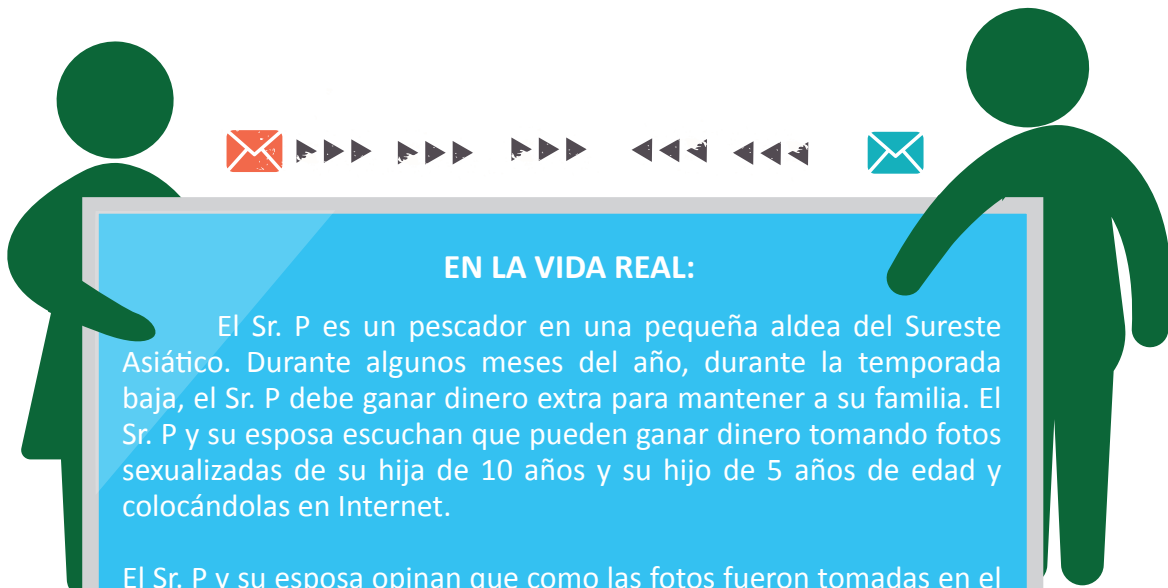 EN LA VIDA REAL:
El Sr. P es un pescador en una pequeña aldea del Sureste
Asiático. Durante algunos meses del año, durante la temporada
baja, el Sr. P debe ganar dinero extra para mantener a su familia. El
Sr. P y su esposa escuchan que pueden ganar dinero tomando fotos
sexualizadas de su hija de 10 años y su hijo de 5 años de edad y
colocándolas en Internet.
El Sr. P y su esposa opinan que como las fotos fueron tomadas en el